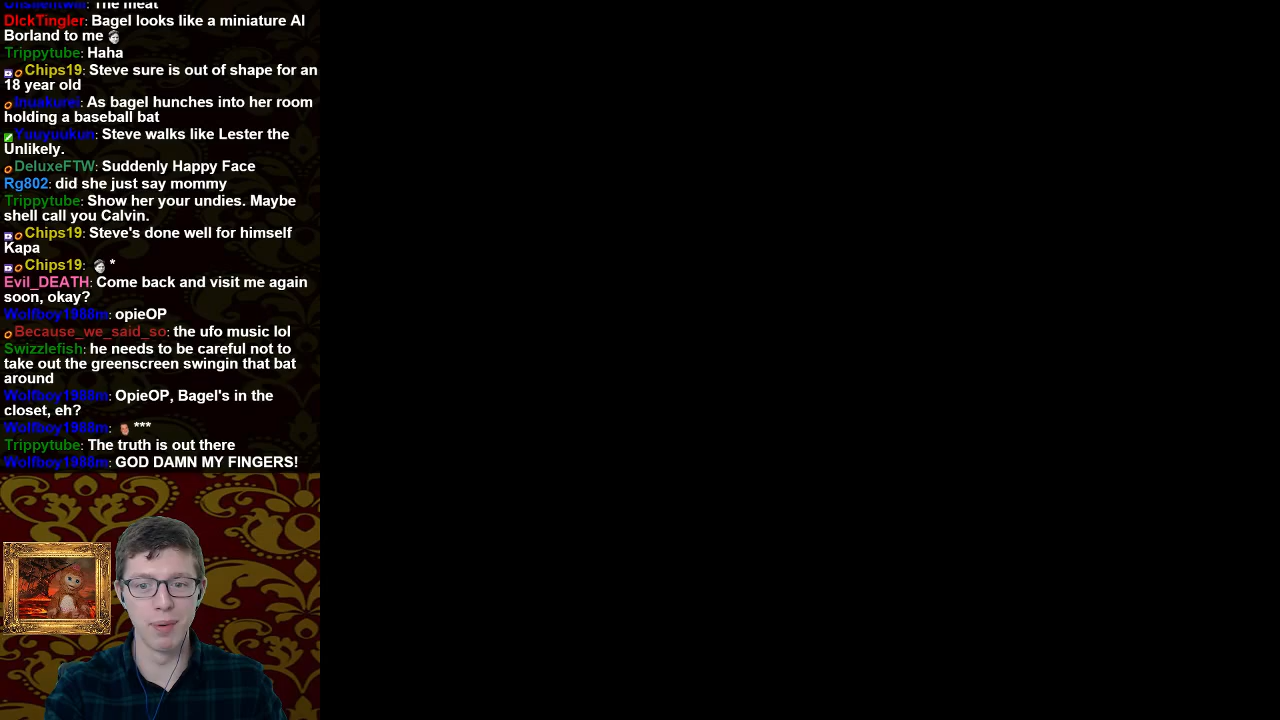 Unsilentwill: The meat
DIckTingler: Bagel looks like a miniature Al
Borland to me
Trippytube: Haha
Chips19: Steve sure is out of shape for an
18 year old
Inuakurei: As bagel hunches into her room
holding a baseball bat
Yuuyuukun: Steve walks like Lester the
Unlikely.
DeluxeFTW: Suddenly Happy Face
Rg802: did she just say mommy
Trippytube: Show her your undies. Maybe
shell call you Calvin.
Chips19: Steve's done well for himself
Kapa
Chips19: *
Evil_DEATH: Come back and visit me again
soon, okay?
Wolfboy1988m: opieOP
Because_we_said_so: the ufo music lol
Swizzlefish: he needs to be careful not to
take out the greenscreen swingin that bat
around
Wolfboy1988m: OpieOP, Bagel's in the
closet, eh?
Wolfboy1988m: ***
Trippytube: The truth is out there
Wolfboy1988m: GOD DAMN MY FINGERS!